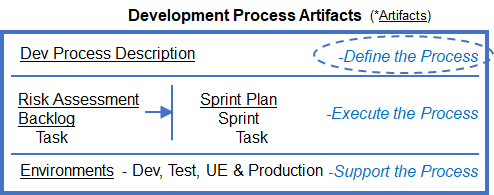 Development Process Artifacts (*Artifacts)
Dev Process Description -Define the Process
Risk Assessment Sprint Plan
Backlog Sprint -Execute the Process
Task Task
Environments - Dev, Test, UE & Production -Support the Process